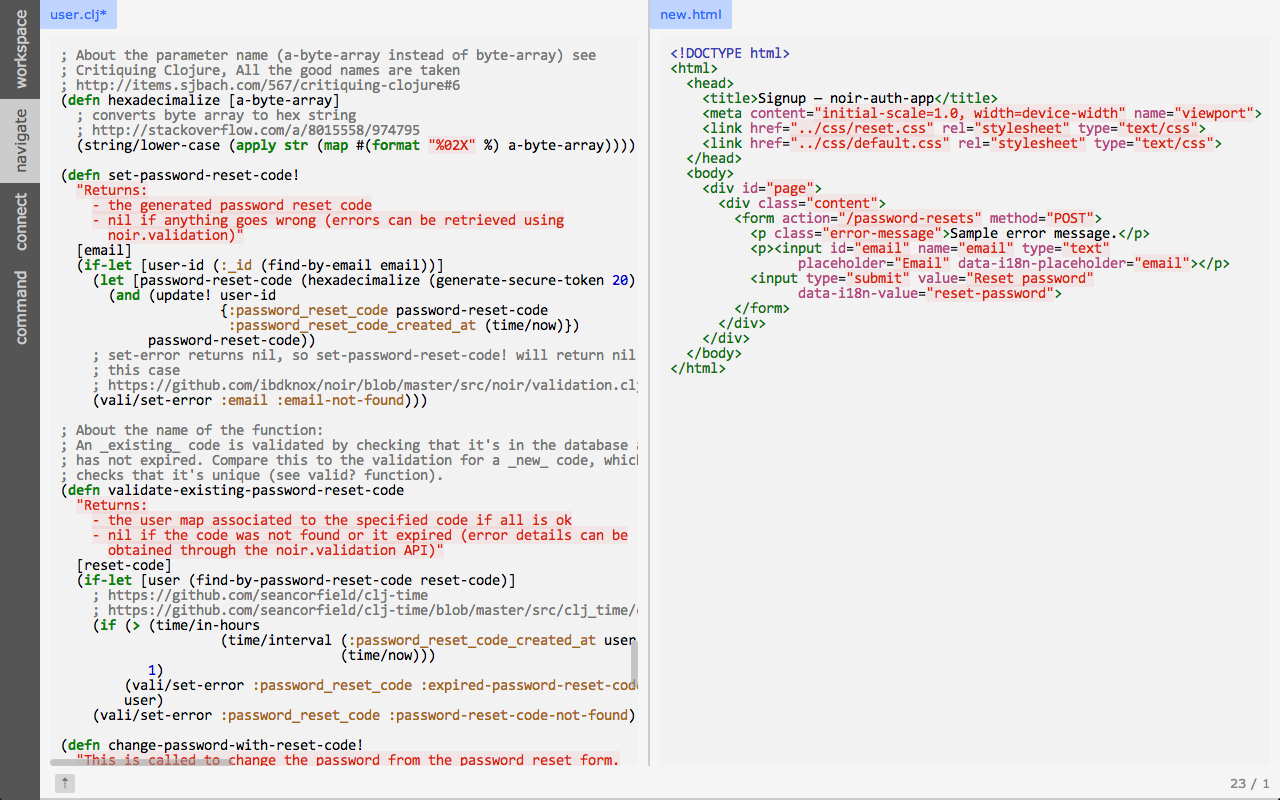 workspace
navigate
connect
command
user.clj*
; About the parameter name (a-byte-array instead of byte-array) see
; Critiquing Clojure, All the good names are taken
; http://items.sjbach.com/567/critiquing-clojure#6
(defn hexadecimalize [a-byte-array]
  ; converts byte array to hex string
  ; http://stackoverflow.com/a/8015558/974795
  (string/lower-case (apply str (map #(format "%02X" %) a-byte-array))))
(defn set-password-reset-code!
  "Returns:
    - the generated password reset code
    - nil if anything goes wrong (errors can be retrieved using
      noir.validation)"
  [email]
  (if-let [user-id (:_id (find-by-email email))]
    (let [password-reset-code (hexadecimalize (generate-secure-token 20)
      (and (update! user-id
                    {:password_reset_code password-reset-code
                     :password_reset_code_created_at (time/now)})
           password-reset-code))
    ; set-error returns nil, so set-password-reset-code! will return nil
    ; this case
    ; https://github.com/ibdknox/noir/blob/master/src/noir/validation.cl
    (vali/set-error :email :email-not-found)))
; About the name of the function:
; An _existing_ code is validated by checking that it's in the database
; has not expired. Compare this to the validation for a _new_ code, whic
; checks that it's unique (see valid? function).
(defn validate-existing-password-reset-code
  "Returns:
    - the user map associated to the specified code if all is ok
    - nil if the code was not found or it expired (error details can be
      obtained through the noir.validation API)"
  [reset-code]
  (if-let [user (find-by-password-reset-code reset-code)]
    ; https://github.com/seancorfield/clj-time
    ; https://github.com/seancorfield/clj-time/blob/master/src/clj_time/
    (if (> (time/in-hours
                    (time/interval (:password_reset_code_created_at user
                                   (time/now)))
           1)
        (vali/set-error :password_reset_code :expired-password-reset-cod
        user)
    (vali/set-error :password_reset_code :password-reset-code-not-found)
(defn change-password-with-reset-code!
  "This is called to change the password from the password reset form.
new.html
<!DOCTYPE html>
<html>
  <head>
    <title>Signup — noir-auth-app</title>
    <meta content="initial-scale=1.0, width=device-width" name="viewport">
    <link href="../css/reset.css" rel="stylesheet" type="text/css">
    <link href="../css/default.css" rel="stylesheet" type="text/css">
  </head>
  <body>
    <div id="page">
      <div class="content">
        <form action="/password-resets" method="POST">
          <p class="error-message">Sample error message.</p>
          <p><input id="email" name="email" type="text"
                placeholder="Email" data-i18n-placeholder="email"></p>
          <input type="submit" value="Reset password"
                data-i18n-value="reset-password">
        </form>
      </div>
    </div>
  </body>
</html>
↑
23 / 1